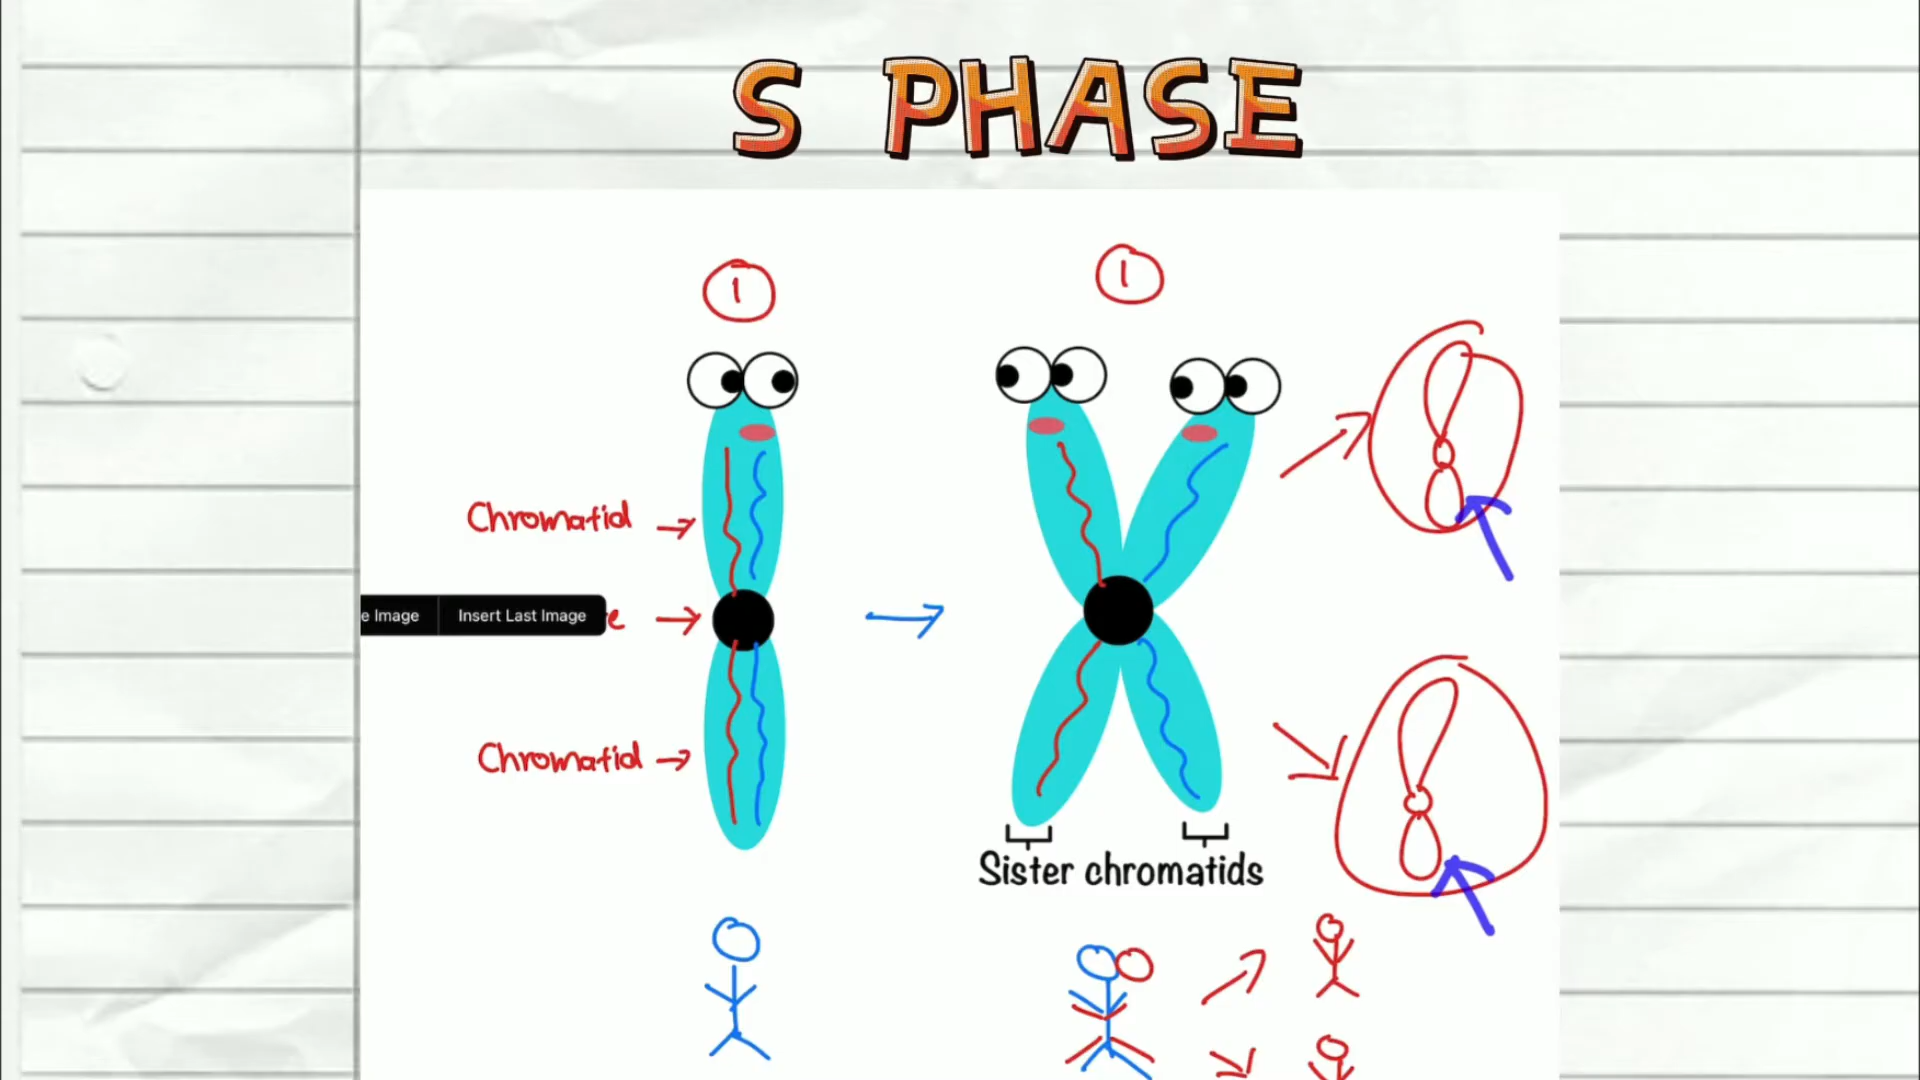 S PHASE
1
1
Chromatid
e Image
Insert Last Image
e
Chromatid
Sister chromatids